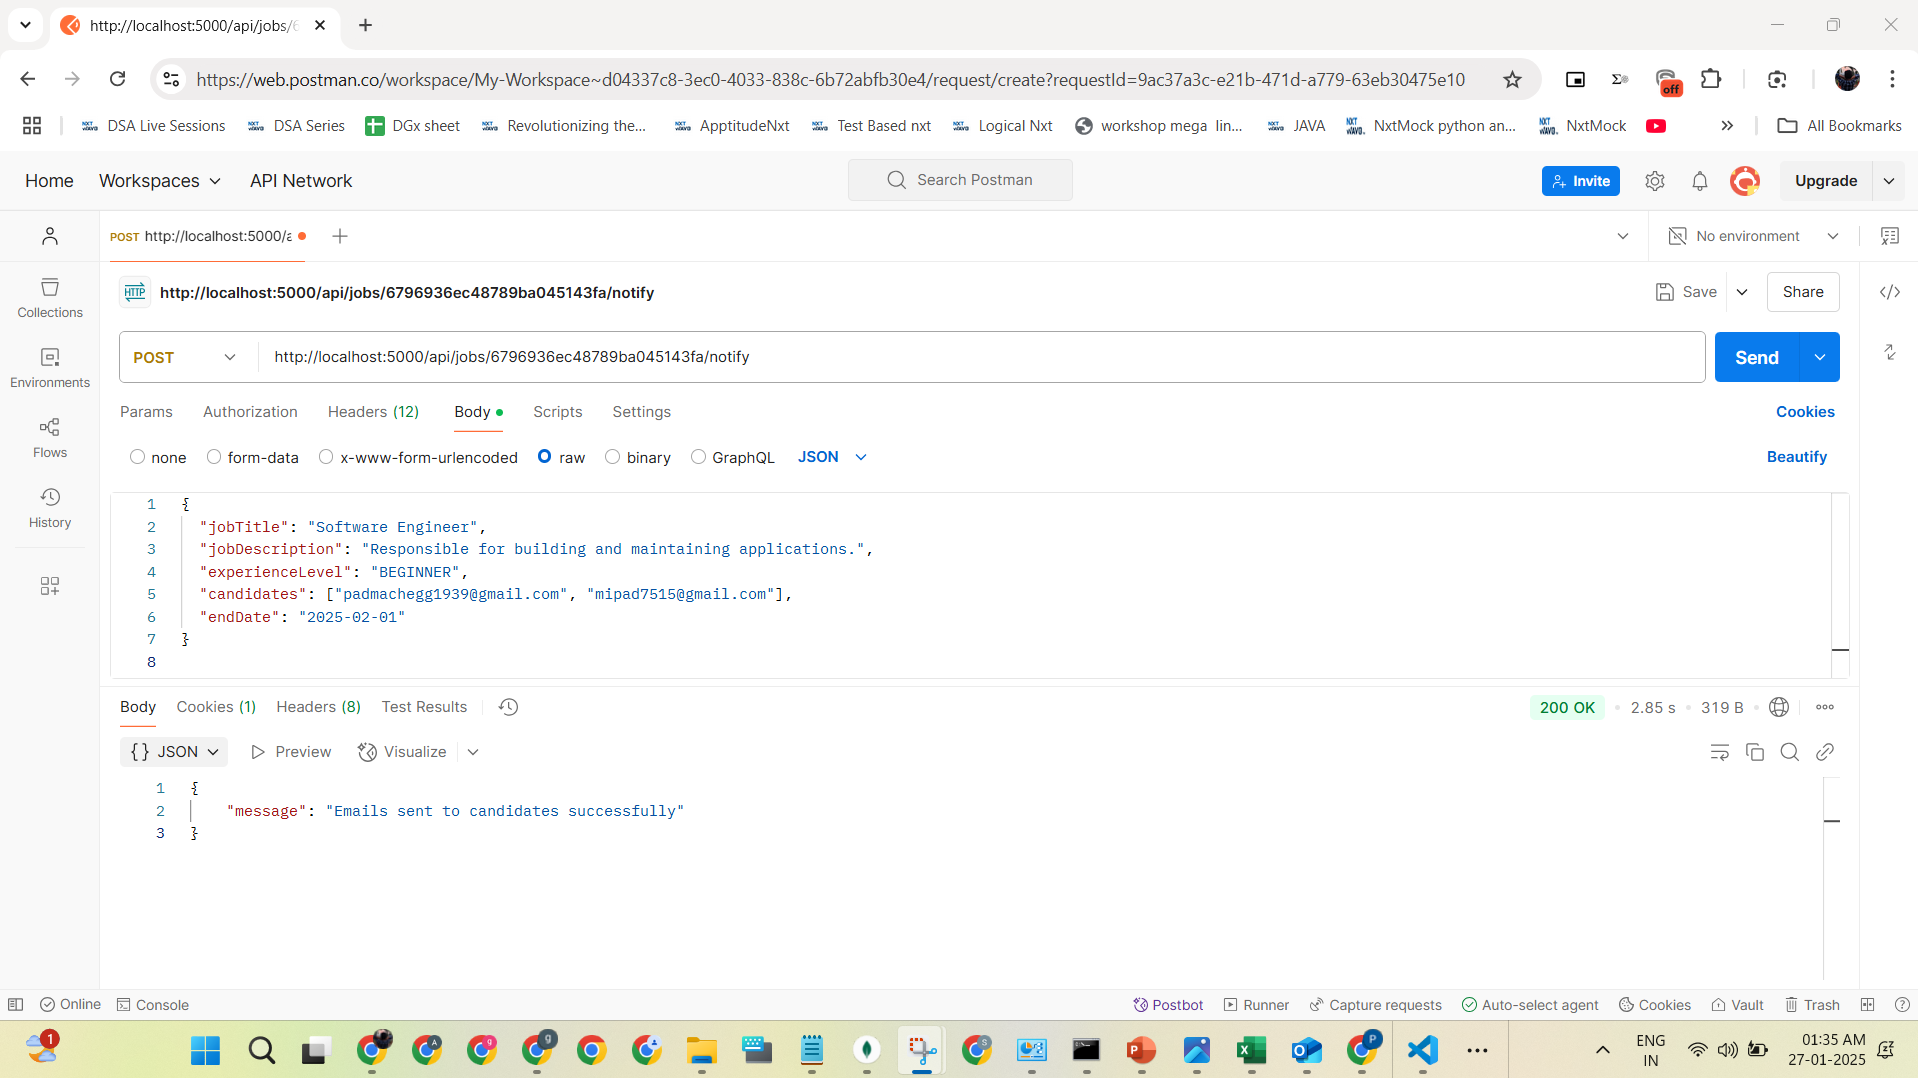 http://localhost:5000/api/jobs/6
https://web.postman.co/workspace/My-Workspace~d04337c8-3ec0-4033-838c-6b72abfb30e4/request/create?requestId=9ac37a3c-e21b-471d-a779-63eb30475e10
off
DSA Live Sessions
DSA Series
DGx sheet
Revolutionizing the...
ApptitudeNxt
Test Based nxt
Logical Nxt
workshop mega lin...
JAVA
NxtMock python an...
NxtMock
All Bookmarks
Home
Workspaces
API Network
Search Postman
Invite
Upgrade
POST http://localhost:5000/a
No environment
Collections
Environments
Flows
History
HTTP http://localhost:5000/api/jobs/6796936ec48789ba045143fa/notify
Save
Share
POST
http://localhost:5000/api/jobs/6796936ec48789ba045143fa/notify
Send
Params
Authorization
Headers (12)
Body
Scripts
Settings
Cookies
none
form-data
x-www-form-urlencoded
raw
binary
GraphQL
JSON
Beautify
1 {
2 "jobTitle": "Software Engineer",
3 "jobDescription": "Responsible for building and maintaining applications.",
4 "experienceLevel": "BEGINNER",
5 "candidates": ["padmachegg1939@gmail.com", "mipad7515@gmail.com"],
6 "endDate": "2025-02-01"
7 }
8
Body
Cookies (1)
Headers (8)
Test Results
200 OK
2.85 s
319 B
{} JSON
Preview
Visualize
1 {
2 "message": "Emails sent to candidates successfully"
3 }
Online
Console
Postbot
Runner
Capture requests
Auto-select agent
Cookies
Vault
Trash
1
ENG
IN
01:35 AM
27-01-2025